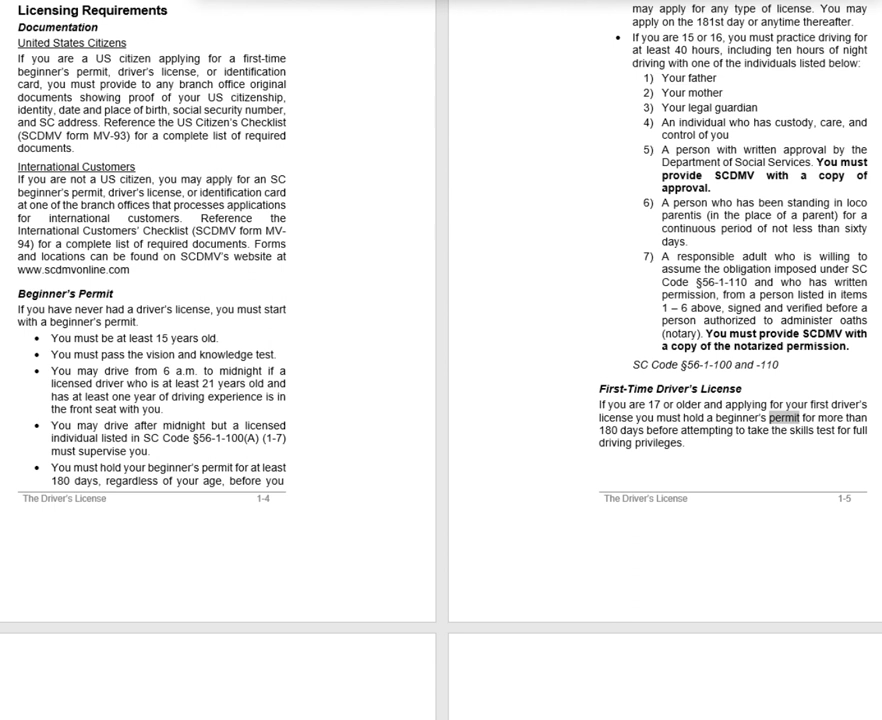 Licensing Requirements
Documentation
United States Citizens
If you are a US citizen applying for a first-time
beginner's permit, driver's license, or identification
card, you must provide to any branch office original
documents showing proof of your US citizenship,
identity, date and place of birth, social security number,
and SC address. Reference the US Citizen's Checklist
(SCDMV form MV-93) for a complete list of required
documents.
International Customers
If you are not a US citizen, you may apply for an SC
beginner's permit, driver's license, or identification card
at one of the branch offices that processes applications
for international customers. Reference the
International Customers' Checklist (SCDMV form MV-
94) for a complete list of required documents. Forms
and locations can be found on SCDMV's website at
www.scdmvonline.com
Beginner's Permit
If you have never had a driver's license, you must start
with a beginner's permit.
• You must be at least 15 years old.
• You must pass the vision and knowledge test.
• You may drive from 6 a.m. to midnight if a
licensed driver who is at least 21 years old and
has at least one year of driving experience is in
the front seat with you.
• You may drive after midnight but a licensed
individual listed in SC Code §56-1-100(A) (1-7)
must supervise you.
• You must hold your beginner's permit for at least
180 days, regardless of your age, before you
The Driver's License 1-4
may apply for any type of license. You may
apply on the 181st day or anytime thereafter.
• If you are 15 or 16, you must practice driving for
at least 40 hours, including ten hours of night
driving with one of the individuals listed below:
1) Your father
2) Your mother
3) Your legal guardian
4) An individual who has custody, care, and
control of you
5) A person with written approval by the
Department of Social Services. You must
provide SCDMV with a copy of
approval.
6) A person who has been standing in loco
parentis (in the place of a parent) for a
continuous period of not less than sixty
days.
7) A responsible adult who is willing to
assume the obligation imposed under SC
Code §56-1-110 and who has written
permission, from a person listed in items
1 – 6 above, signed and verified before a
person authorized to administer oaths
(notary). You must provide SCDMV with
a copy of the notarized permission.
SC Code §56-1-100 and -110
First-Time Driver's License
If you are 17 or older and applying for your first driver's
license you must hold a beginner's permit for more than
180 days before attempting to take the skills test for full
driving privileges.
The Driver's License 1-5